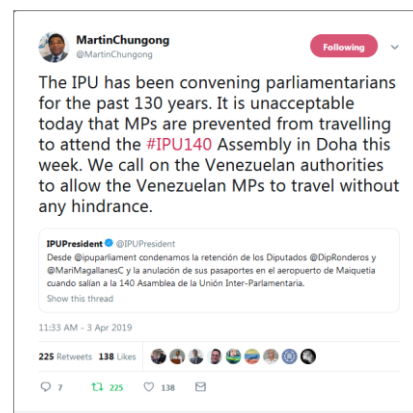 MartinChungong
@MartinChungong
Following
The IPU has been convening parliamentarians
for the past 130 years. It is unacceptable
today that MPs are prevented from travelling
to attend the #IPU140 Assembly in Doha this
week. We call on the Venezuelan authorities
to allow the Venezuelan MPs to travel without
any hindrance.
IPUPresident @IPUPresident
Desde @ipuparliament condenamos la retención de los Diputados @DipRonderos y
@MariMagallanesC y la anulación de sus pasaportes en el aeropuerto de Maiquetia
cuando salían a la 140 Asamblea de la Unión Inter-Parlamentaria.
Show this thread
11:33 AM - 3 Apr 2019
225 Retweets 138 Likes
7 225 138